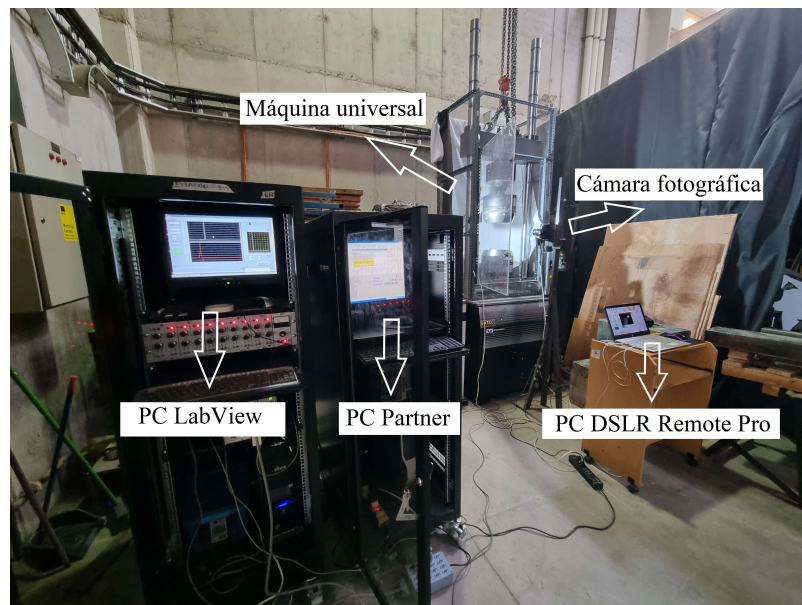 Máquina universal
Cámara fotográfica
PC LabView
PC Partner
PC DSLR Remote Pro